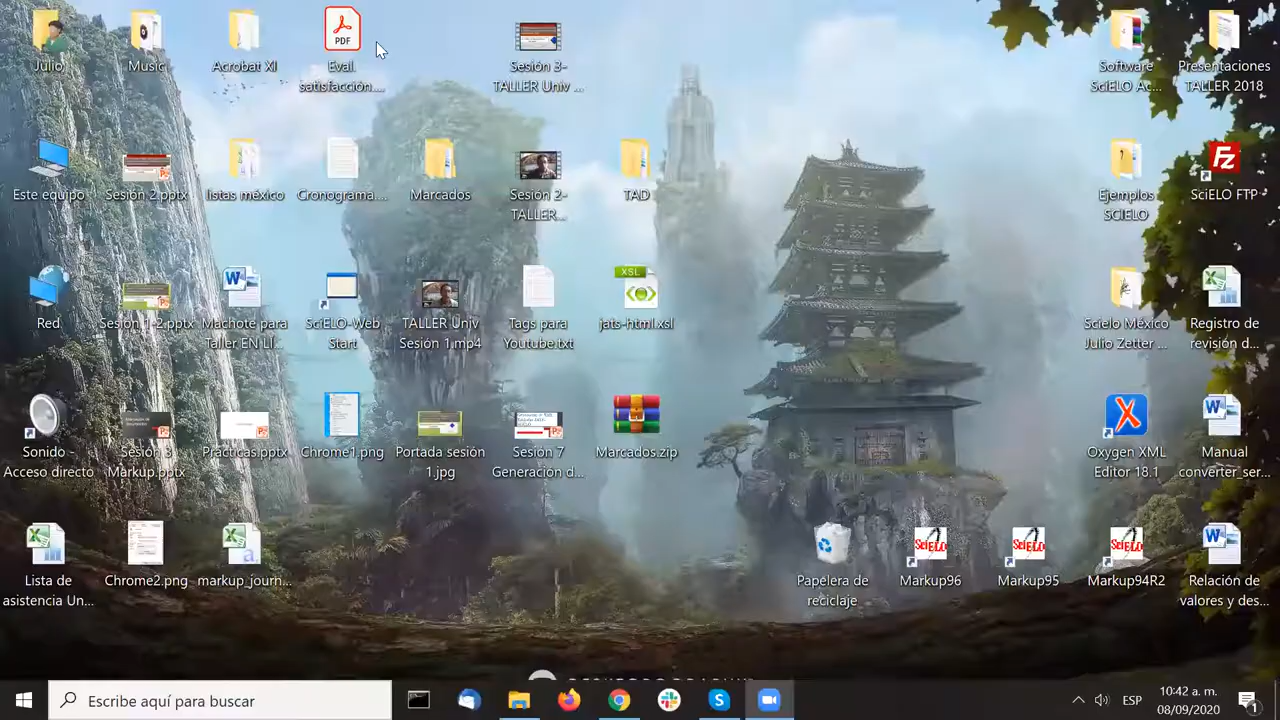 Julio
Music
Acrobat XI
PDF
Eval.
satisfacción....
Sesión 3-
TALLER Univ ...
Software
SciELO Ac...
Presentaciones
TALLER 2018
Este equipo
Sesión 2.pptx
listas méxico
Cronograma....
Marcados
Sesión 2-
TALLER...
TAD
Ejemplos
SCIELO
SciELO FTP
Red
Sesión 1-2.pptx
Machote para
Taller EN LÍ...
SciELO-Web
Start
TALLER Univ
Sesión 1.mp4
Tags para
Youtube.txt
XSL
jats-html.xsl
Scielo México
Julio Zetter ...
Registro de
revisión d...
Sonido -
Acceso directo
Markup.pptx
Prácticas.pptx
Chrome1.png
Portada sesión
1.jpg
Sesión 7
Generación d...
Marcados.zip
Oxygen XML
Editor 18.1
Manual
converter_ser...
Lista de
asistencia Un...
Chrome2.png
markup_journ...
Papelera de
reciclaje
SciELO
Markup96
SciELO
Markup95
SciELO
Markup94R2
Relación de
valores y des...
Escribe aquí para buscar
ESP
10:42 p. m.
08/09/2020
1